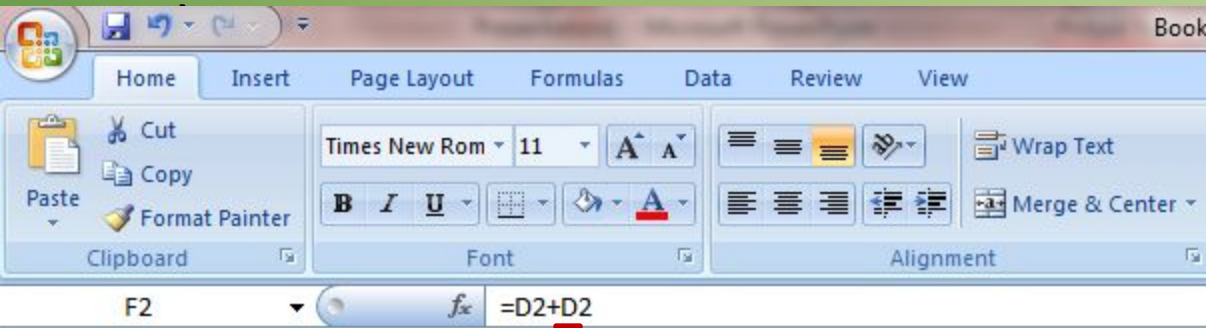 Book
Home Insert Page Layout Formulas Data Review View
Cut
Copy
Paste
Format Painter
Times New Rom 11 A A
B I U A
Wrap Text
Merge & Center
Clipboard Font Alignment
F2 fx =D2+D2